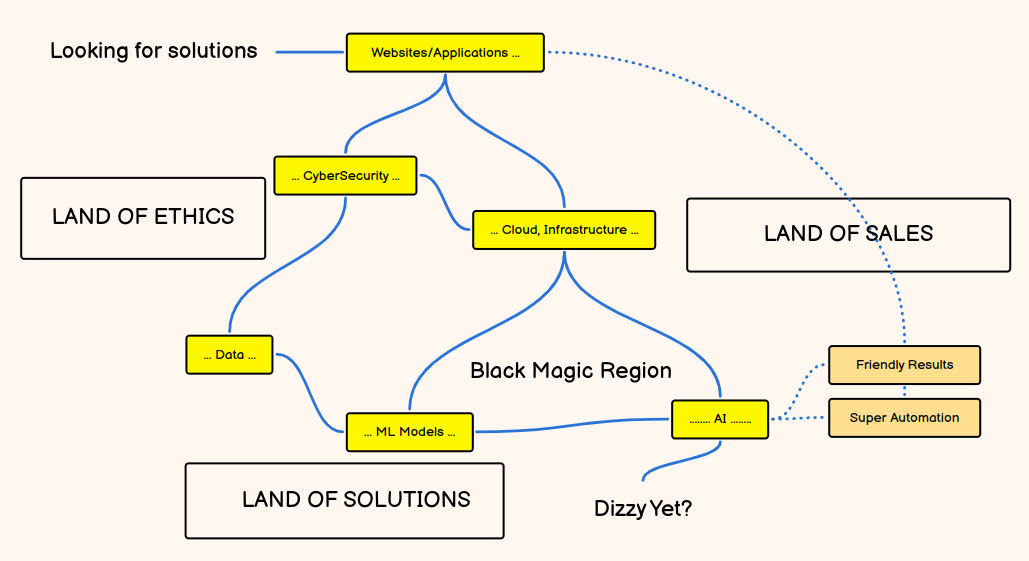 Looking for solutions
Websites/Applications ...
... CyberSecurity ...
LAND OF ETHICS
... Cloud, Infrastructure ...
LAND OF SALES
... Data ...
Black Magic Region
Friendly Results
... ML Models ...
........ AI ........
Super Automation
LAND OF SOLUTIONS
Dizzy Yet?